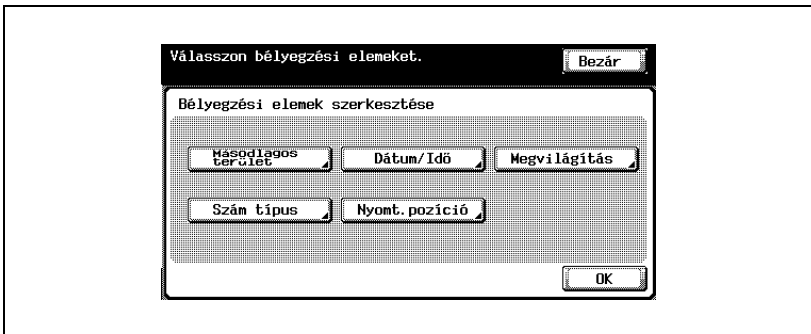 Válasszon bélyegzési elemeket.
Bezár
Bélyegzési elemek szerkesztése
Másodlagos
terület
Dátum/Idő
Megvilágítás
Szám típus
Nyomt.pozíció
OK